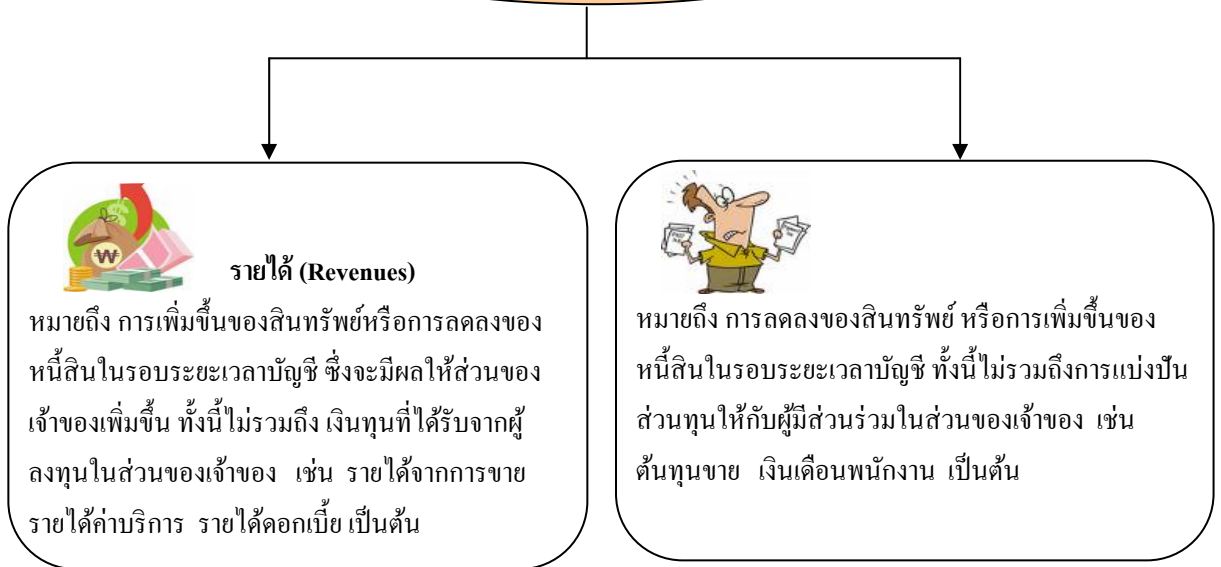 รายได้ (Revenues)
หมายถึง การเพิ่มขึ้นของสินทรัพย์หรือการลดลงของ
หนี้สินในรอบระยะเวลาบัญชี ซึ่งจะมีผลให้ส่วนของ
เจ้าของเพิ่มขึ้น ทั้งนี้ไม่รวมถึง เงินทุนที่ได้รับจากผู้
ลงทุนในส่วนของเจ้าของ เช่น รายได้จากการขาย
รายได้ค่าบริการ รายได้ดอกเบี้ย เป็นต้น
หมายถึง การลดลงของสินทรัพย์ หรือการเพิ่มขึ้นของ
หนี้สินในรอบระยะเวลาบัญชี ทั้งนี้ไม่รวมถึงการแบ่งปัน
ส่วนทุนให้กับผู้มีส่วนร่วมในส่วนของเจ้าของ เช่น
ต้นทุนขาย เงินเดือนพนักงาน เป็นต้น